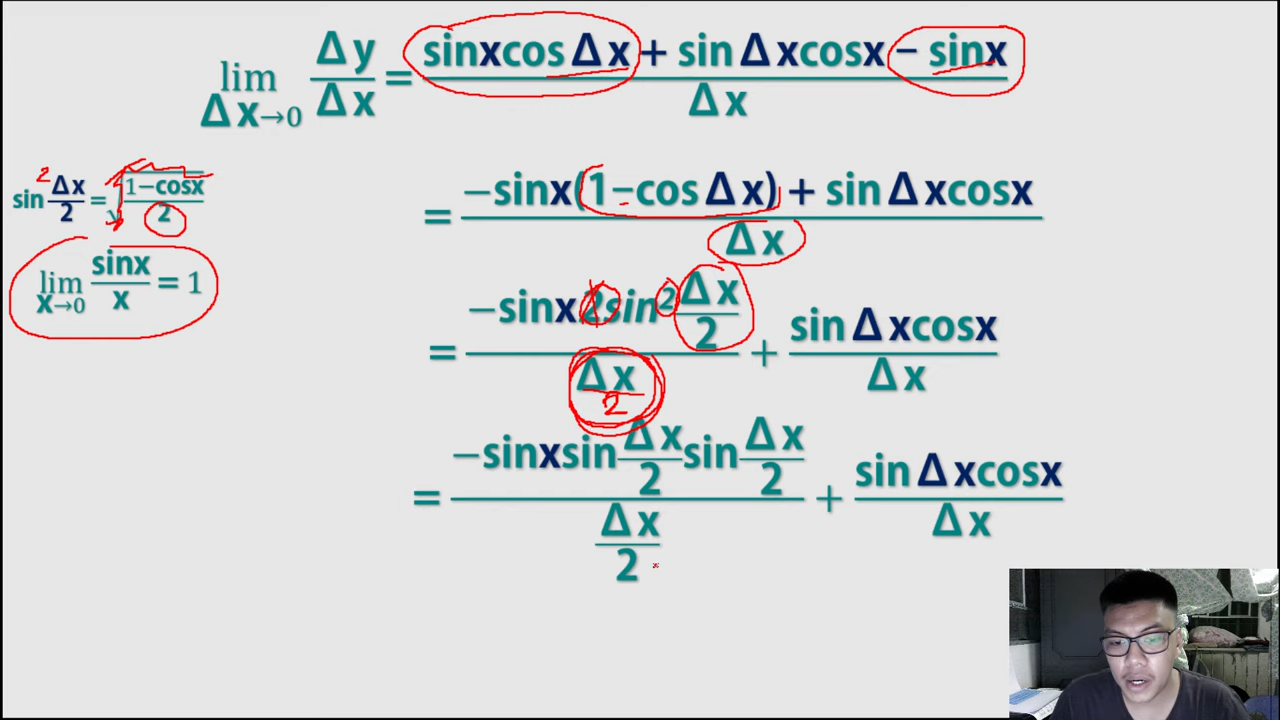 lim Δx→0 Δy/Δx = (sinxcosΔx + sinΔxcosx − sinx)/Δx
sin² Δx/2 = √((1−cosx)/2)
= (−sinx(1−cosΔx) + sinΔxcosx)/Δx
lim x→0 sinx/x = 1
= (−sinx2sin² Δx/2)/(Δx/2) + (sinΔxcosx)/Δx
= (−sinxsin Δx/2 sin Δx/2)/(Δx/2) + (sinΔxcosx)/Δx